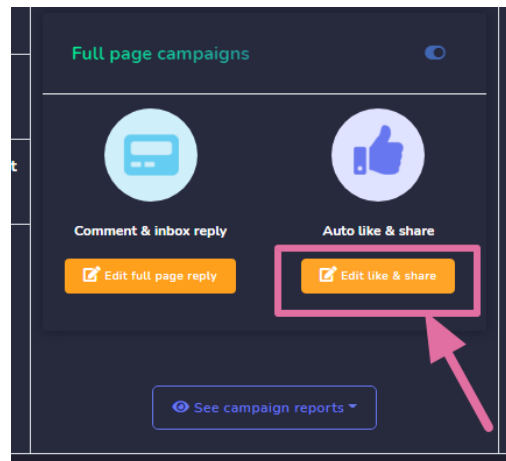 Full page campaigns
t
Comment & inbox reply
Auto like & share
Edit full page reply
Edit like & share
See campaign reports